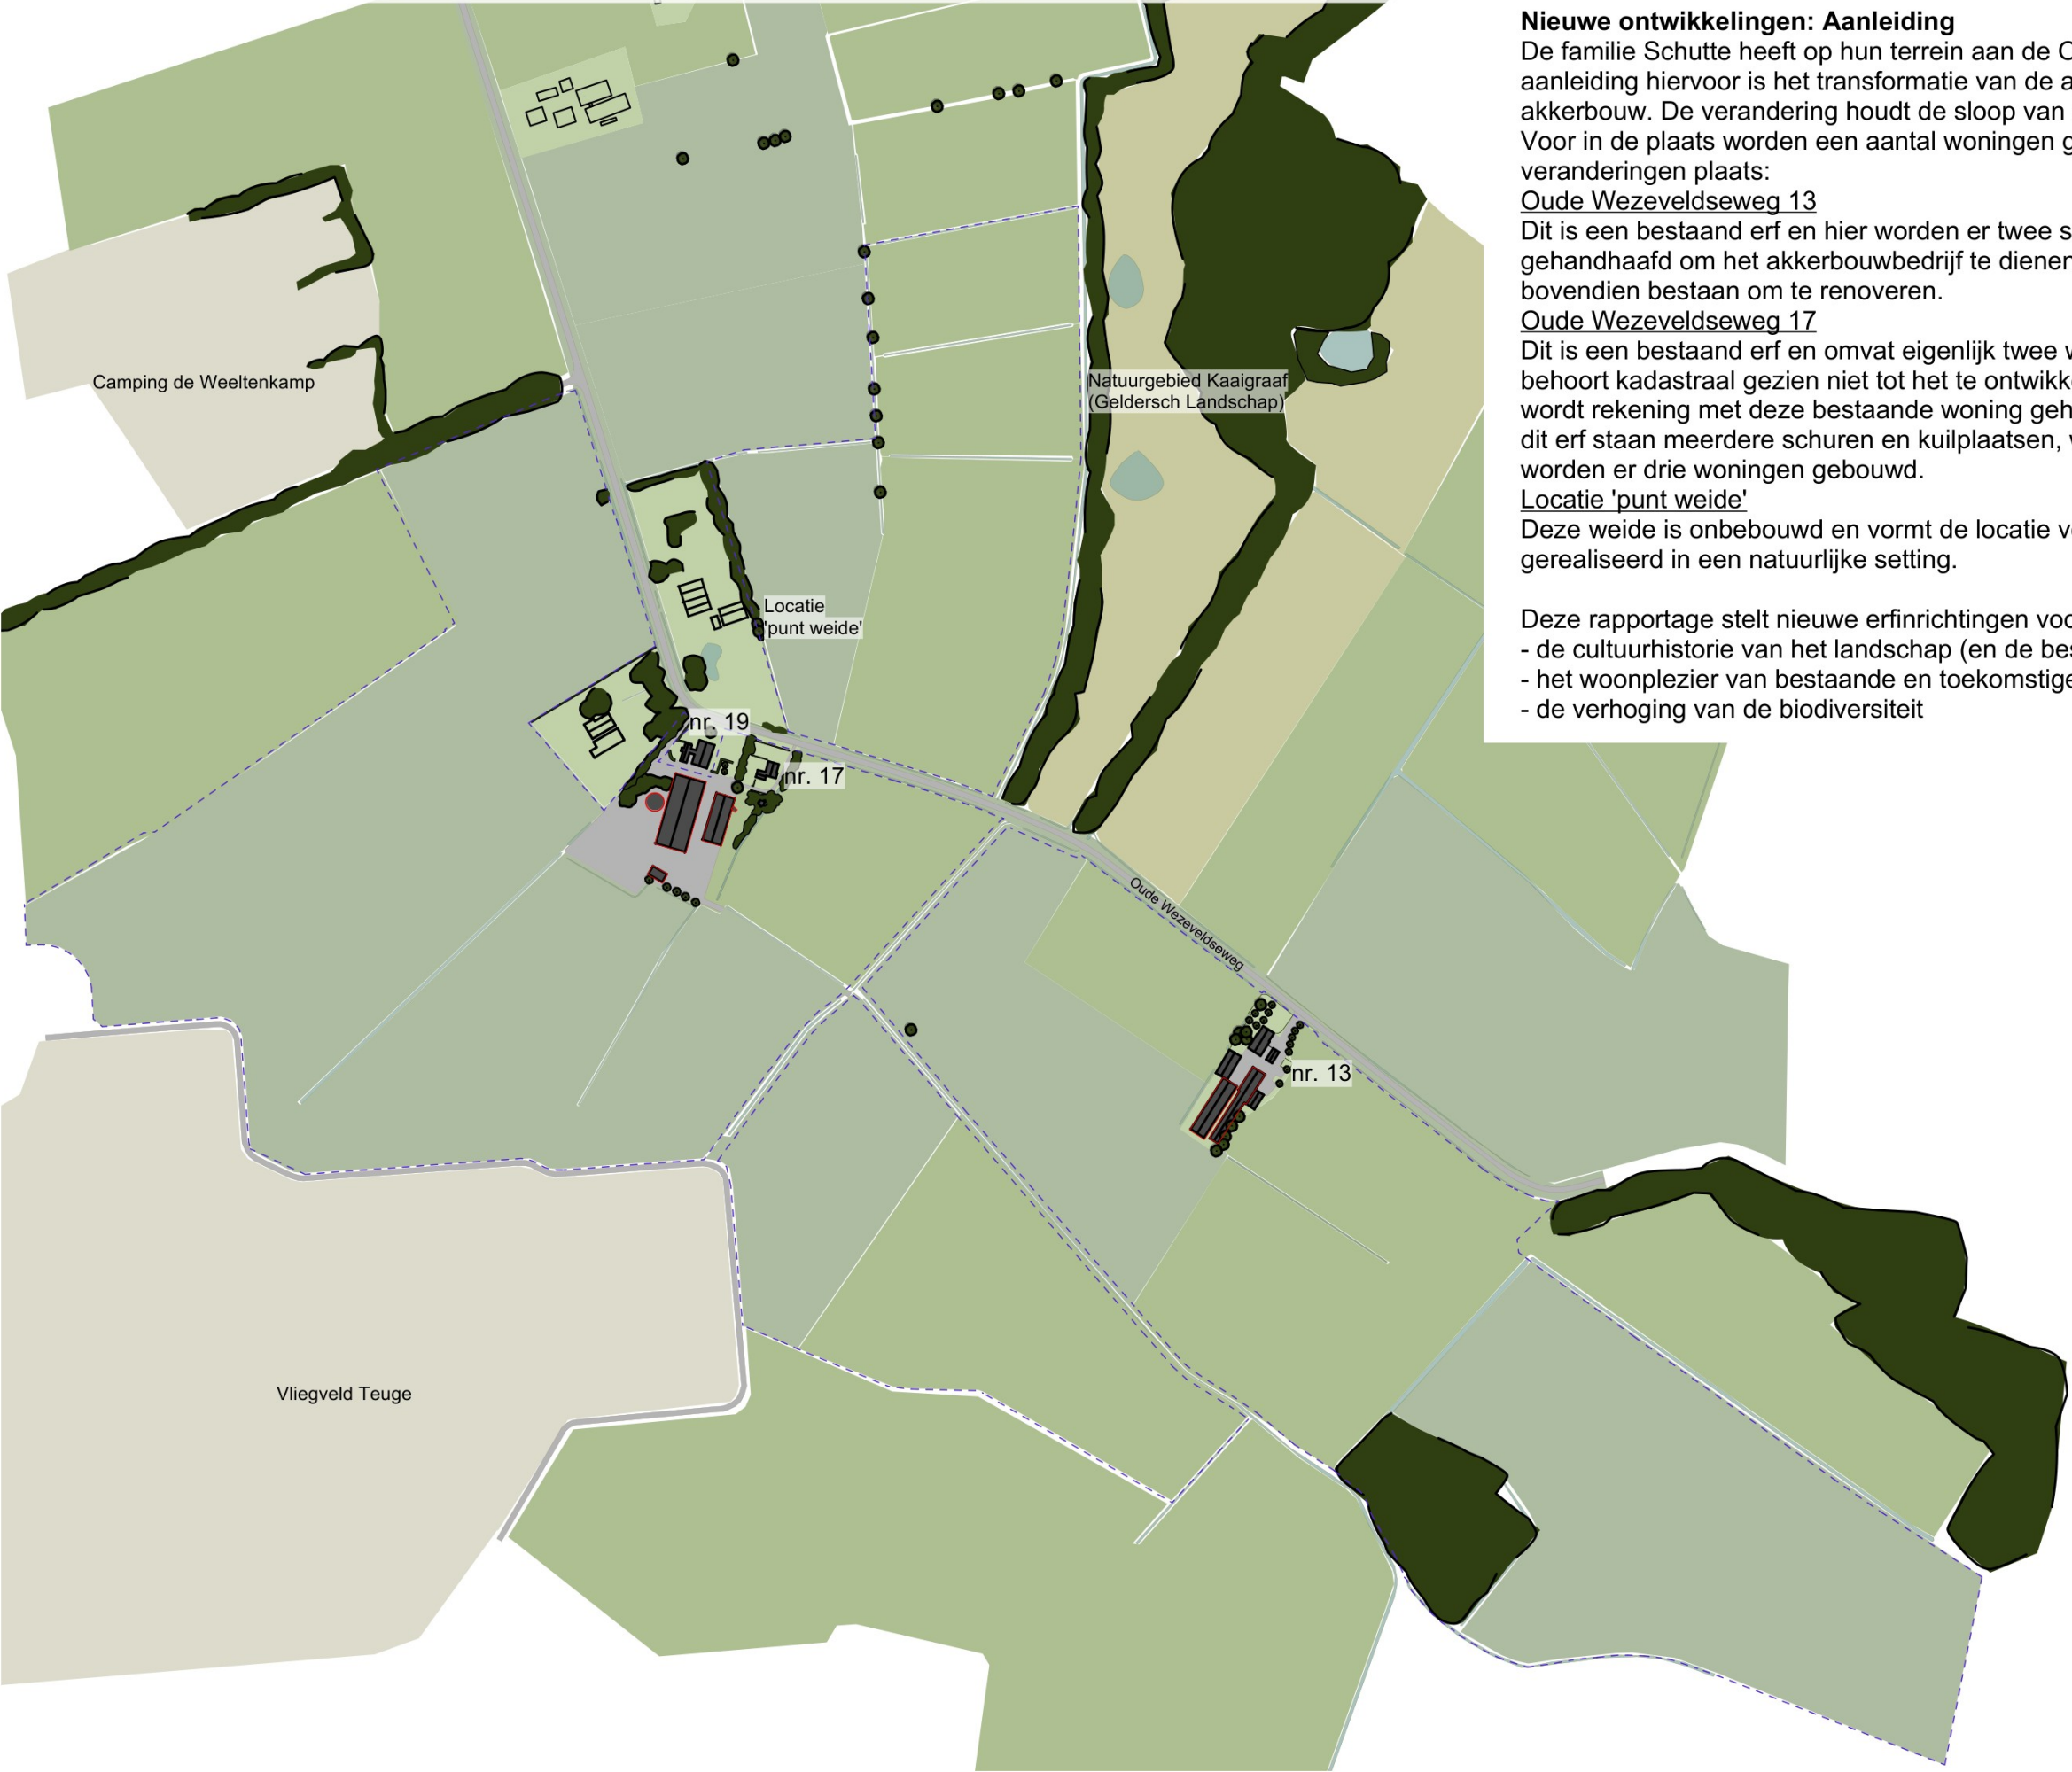 Nieuwe ontwikkelingen: Aanleiding
De familie Schutte heeft op hun terrein aan de
aanleiding hiervoor is het transformatie van de
akkerbouw. De verandering houdt de sloop van
Voor in de plaats worden een aantal woningen
veranderingen plaats:
Oude Wezeveldseweg 13
Dit is een bestaand erf en hier worden er twee
gehandhaafd om het akkerbouwbedrijf te dienen
bovendien bestaan om te renoveren.
Oude Wezeveldseweg 17
Dit is een bestaand erf en omvat eigenlijk twee
behoort kadastraal gezien niet tot het te
wordt rekening met deze bestaande woning
dit erf staan meerdere schuren en kuilplaatsen,
worden er drie woningen gebouwd.
Locatie 'punt weide'
Deze weide is onbebouwd en vormt de locatie
gerealiseerd in een natuurlijke setting.
Deze rapportage stelt nieuwe erfinrichtingen
- de cultuurhistorie van het landschap (en de
- het woonplezier van bestaande en
- de verhoging van de biodiversiteit
Camping de Weeltenkamp
Natuurgebied Kaaigraaf
(Geldersch Landschap)
Locatie
'punt weide'
nr. 19
nr. 17
Oude Wezeveldseweg
nr. 13
Vliegveld Teuge